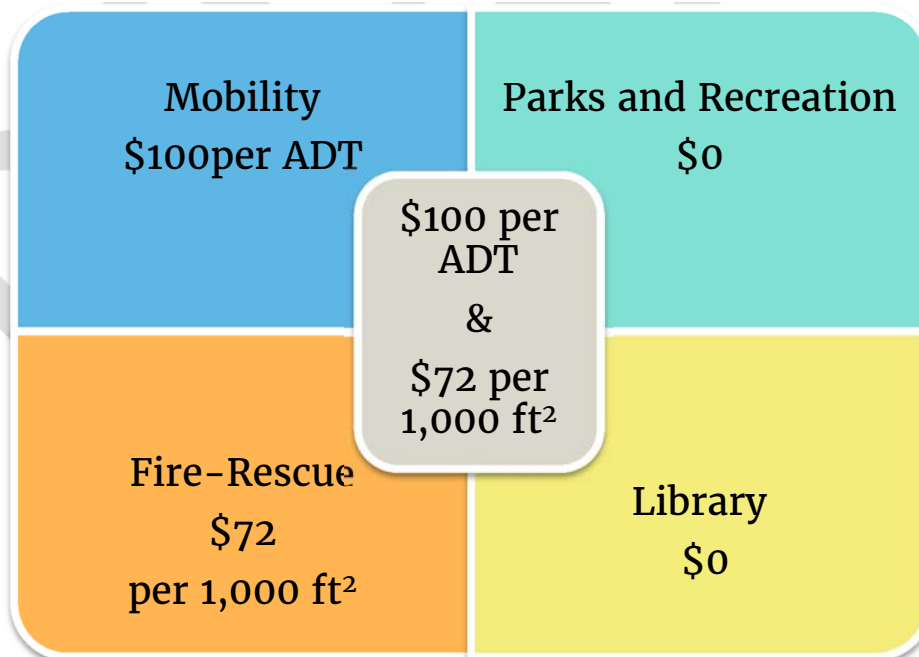 Mobility
$100per ADT
Parks and Recreation
$0
$100 per
ADT
&
$72 per
1,000 ft²
Fire-Rescue
$72
per 1,000 ft²
Library
$0